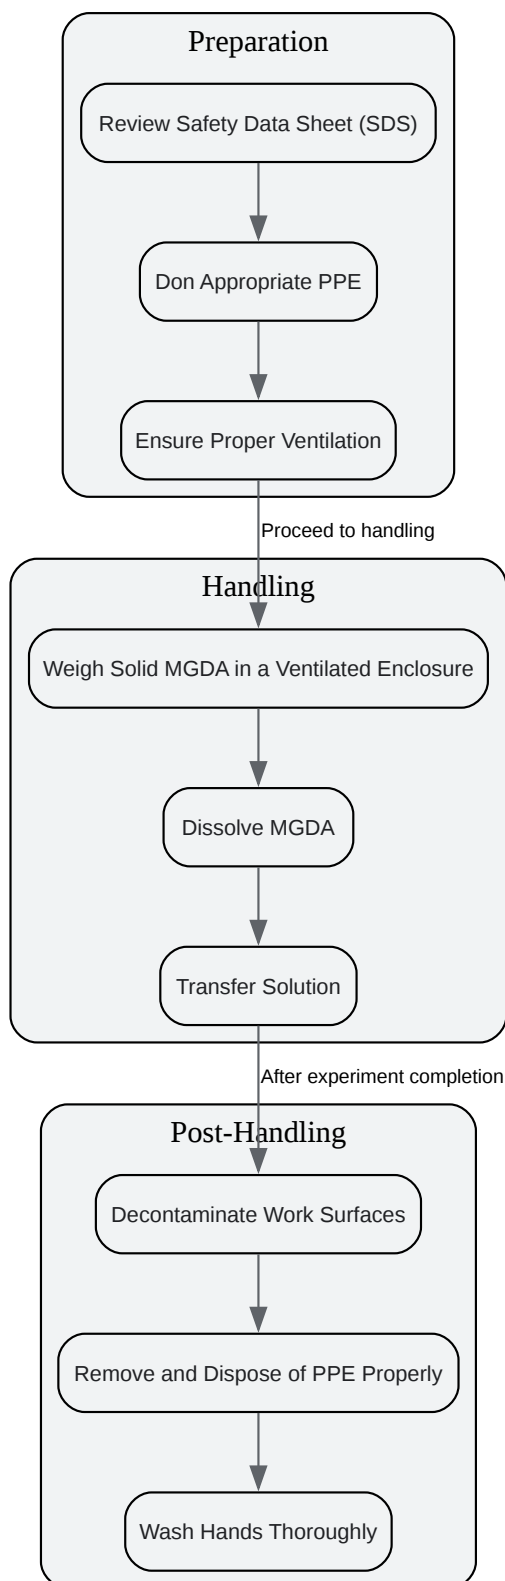 Preparation
Review Safety Data Sheet (SDS)
Don Appropriate PPE
Ensure Proper Ventilation
Proceed to handling
Handling
Weigh Solid MGDA in a Ventilated Enclosure
Dissolve MGDA
Transfer Solution
After experiment completion
Post-Handling
Decontaminate Work Surfaces
Remove and Dispose of PPE Properly
Wash Hands Thoroughly